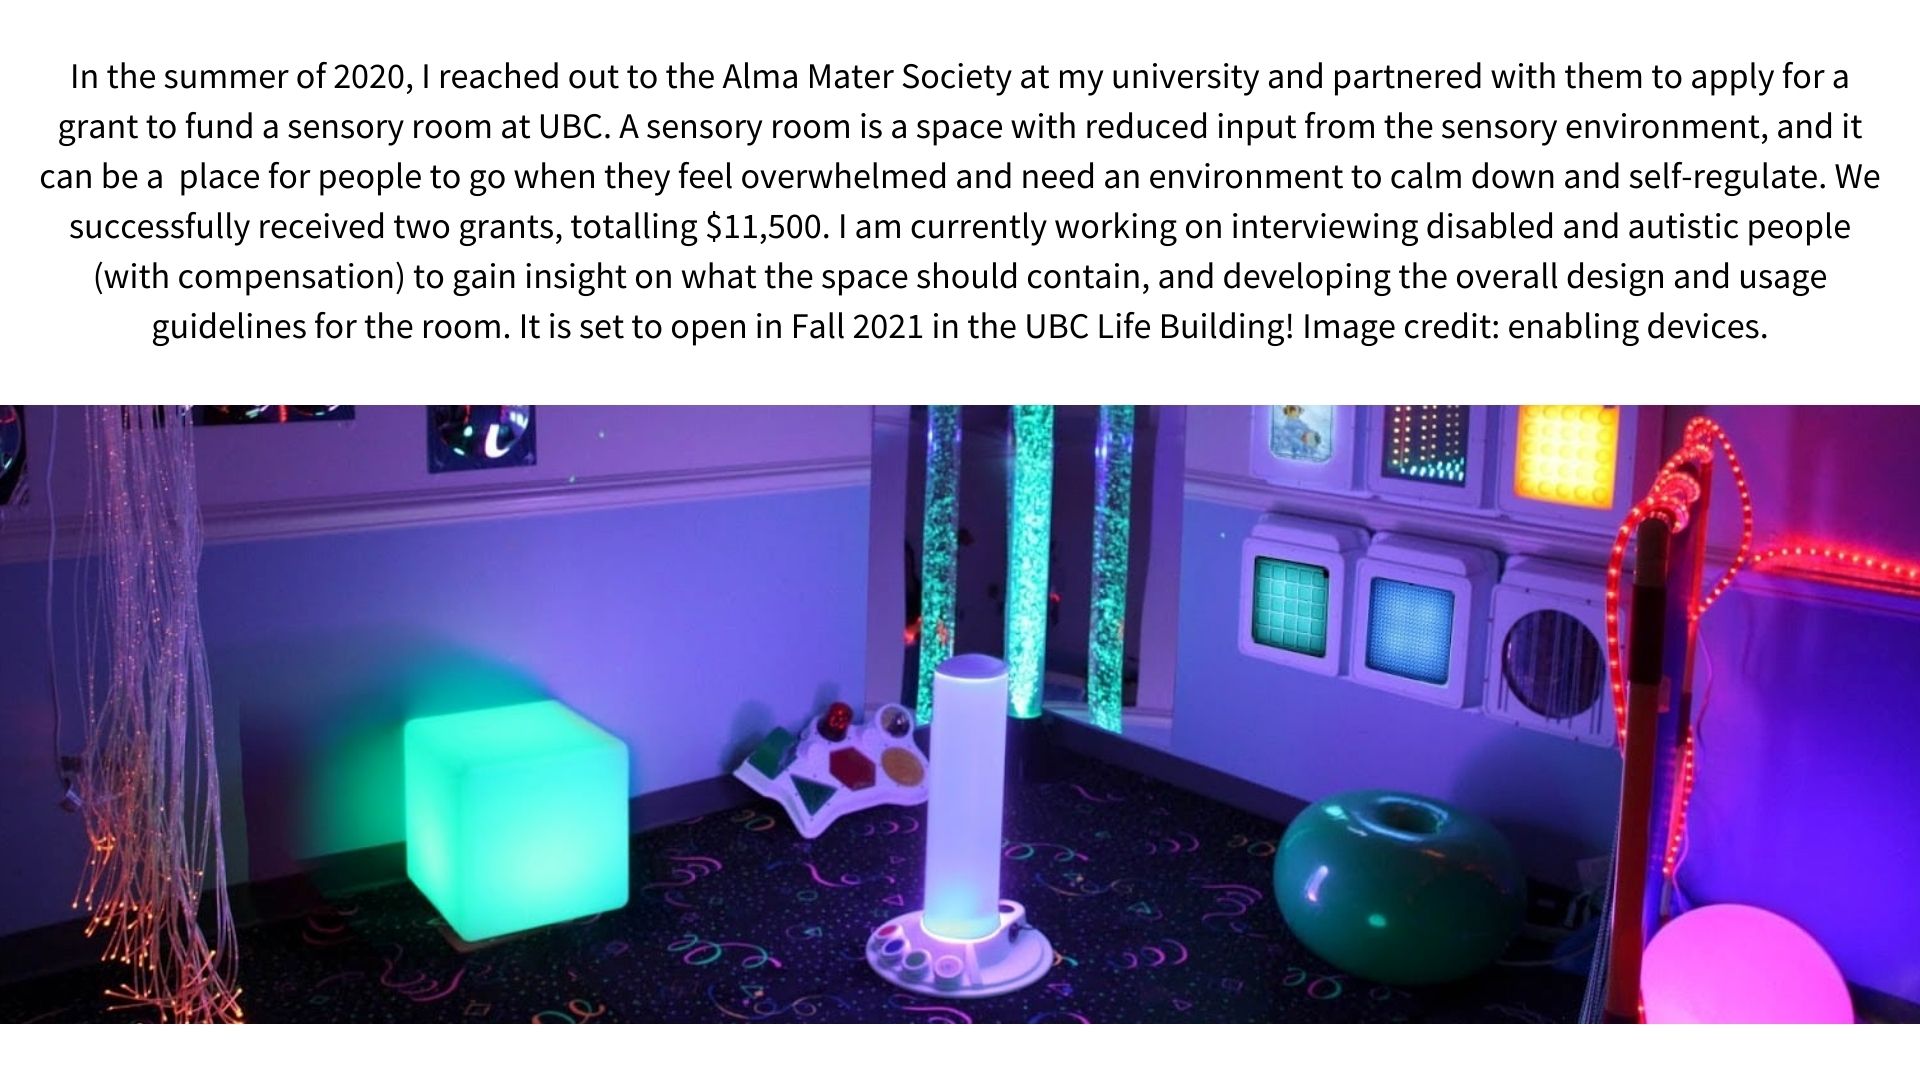 In the summer of 2020, I reached out to the Alma Mater Society at my university and partnered with them to apply for a
grant to fund a sensory room at UBC. A sensory room is a space with reduced input from the sensory environment, and it
can be a  place for people to go when they feel overwhelmed and need an environment to calm down and self-regulate. We
successfully received two grants, totalling $11,500. I am currently working on interviewing disabled and autistic people
(with compensation) to gain insight on what the space should contain, and developing the overall design and usage
guidelines for the room. It is set to open in Fall 2021 in the UBC Life Building! Image credit: enabling devices.